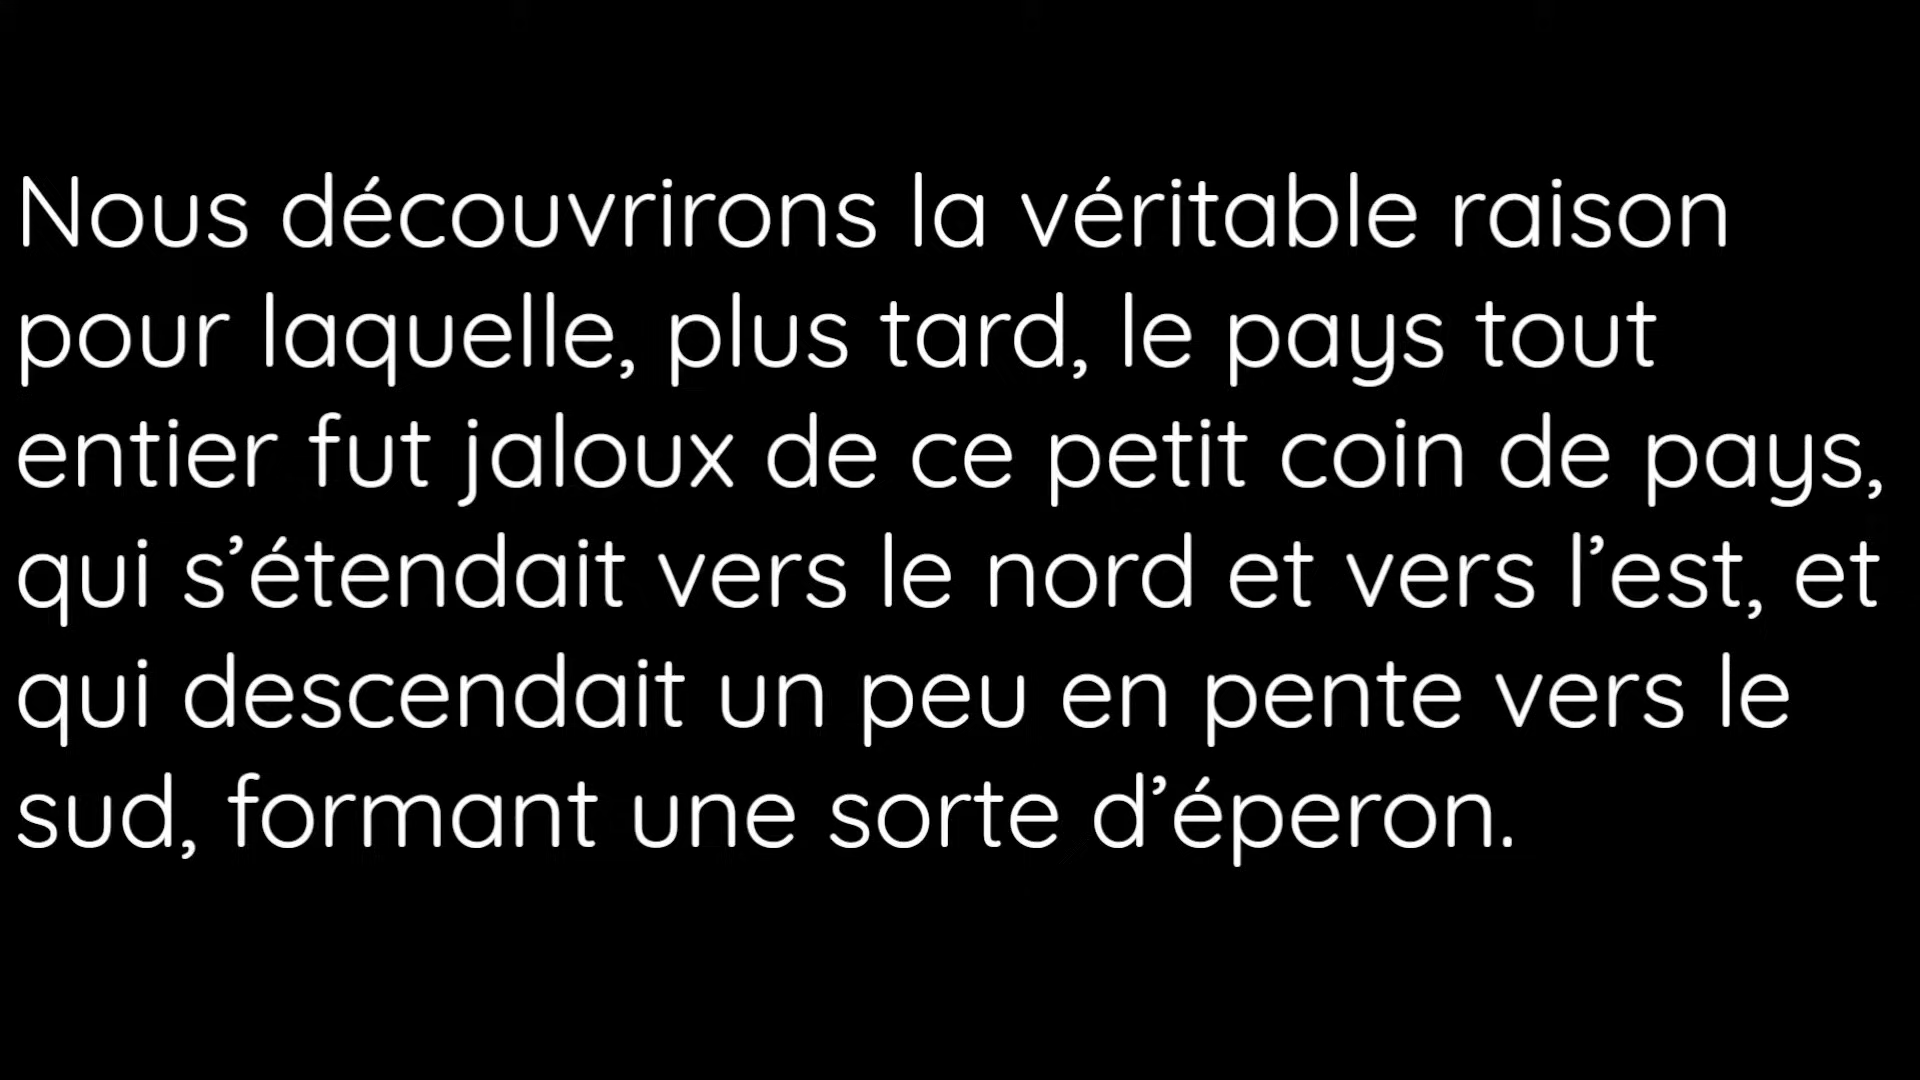 Nous découvrirons la véritable raison
pour laquelle, plus tard, le pays tout
entier fut jaloux de ce petit coin de pays,
qui s’étendait vers le nord et vers l’est, et
qui descendait un peu en pente vers le
sud, formant une sorte d’éperon.